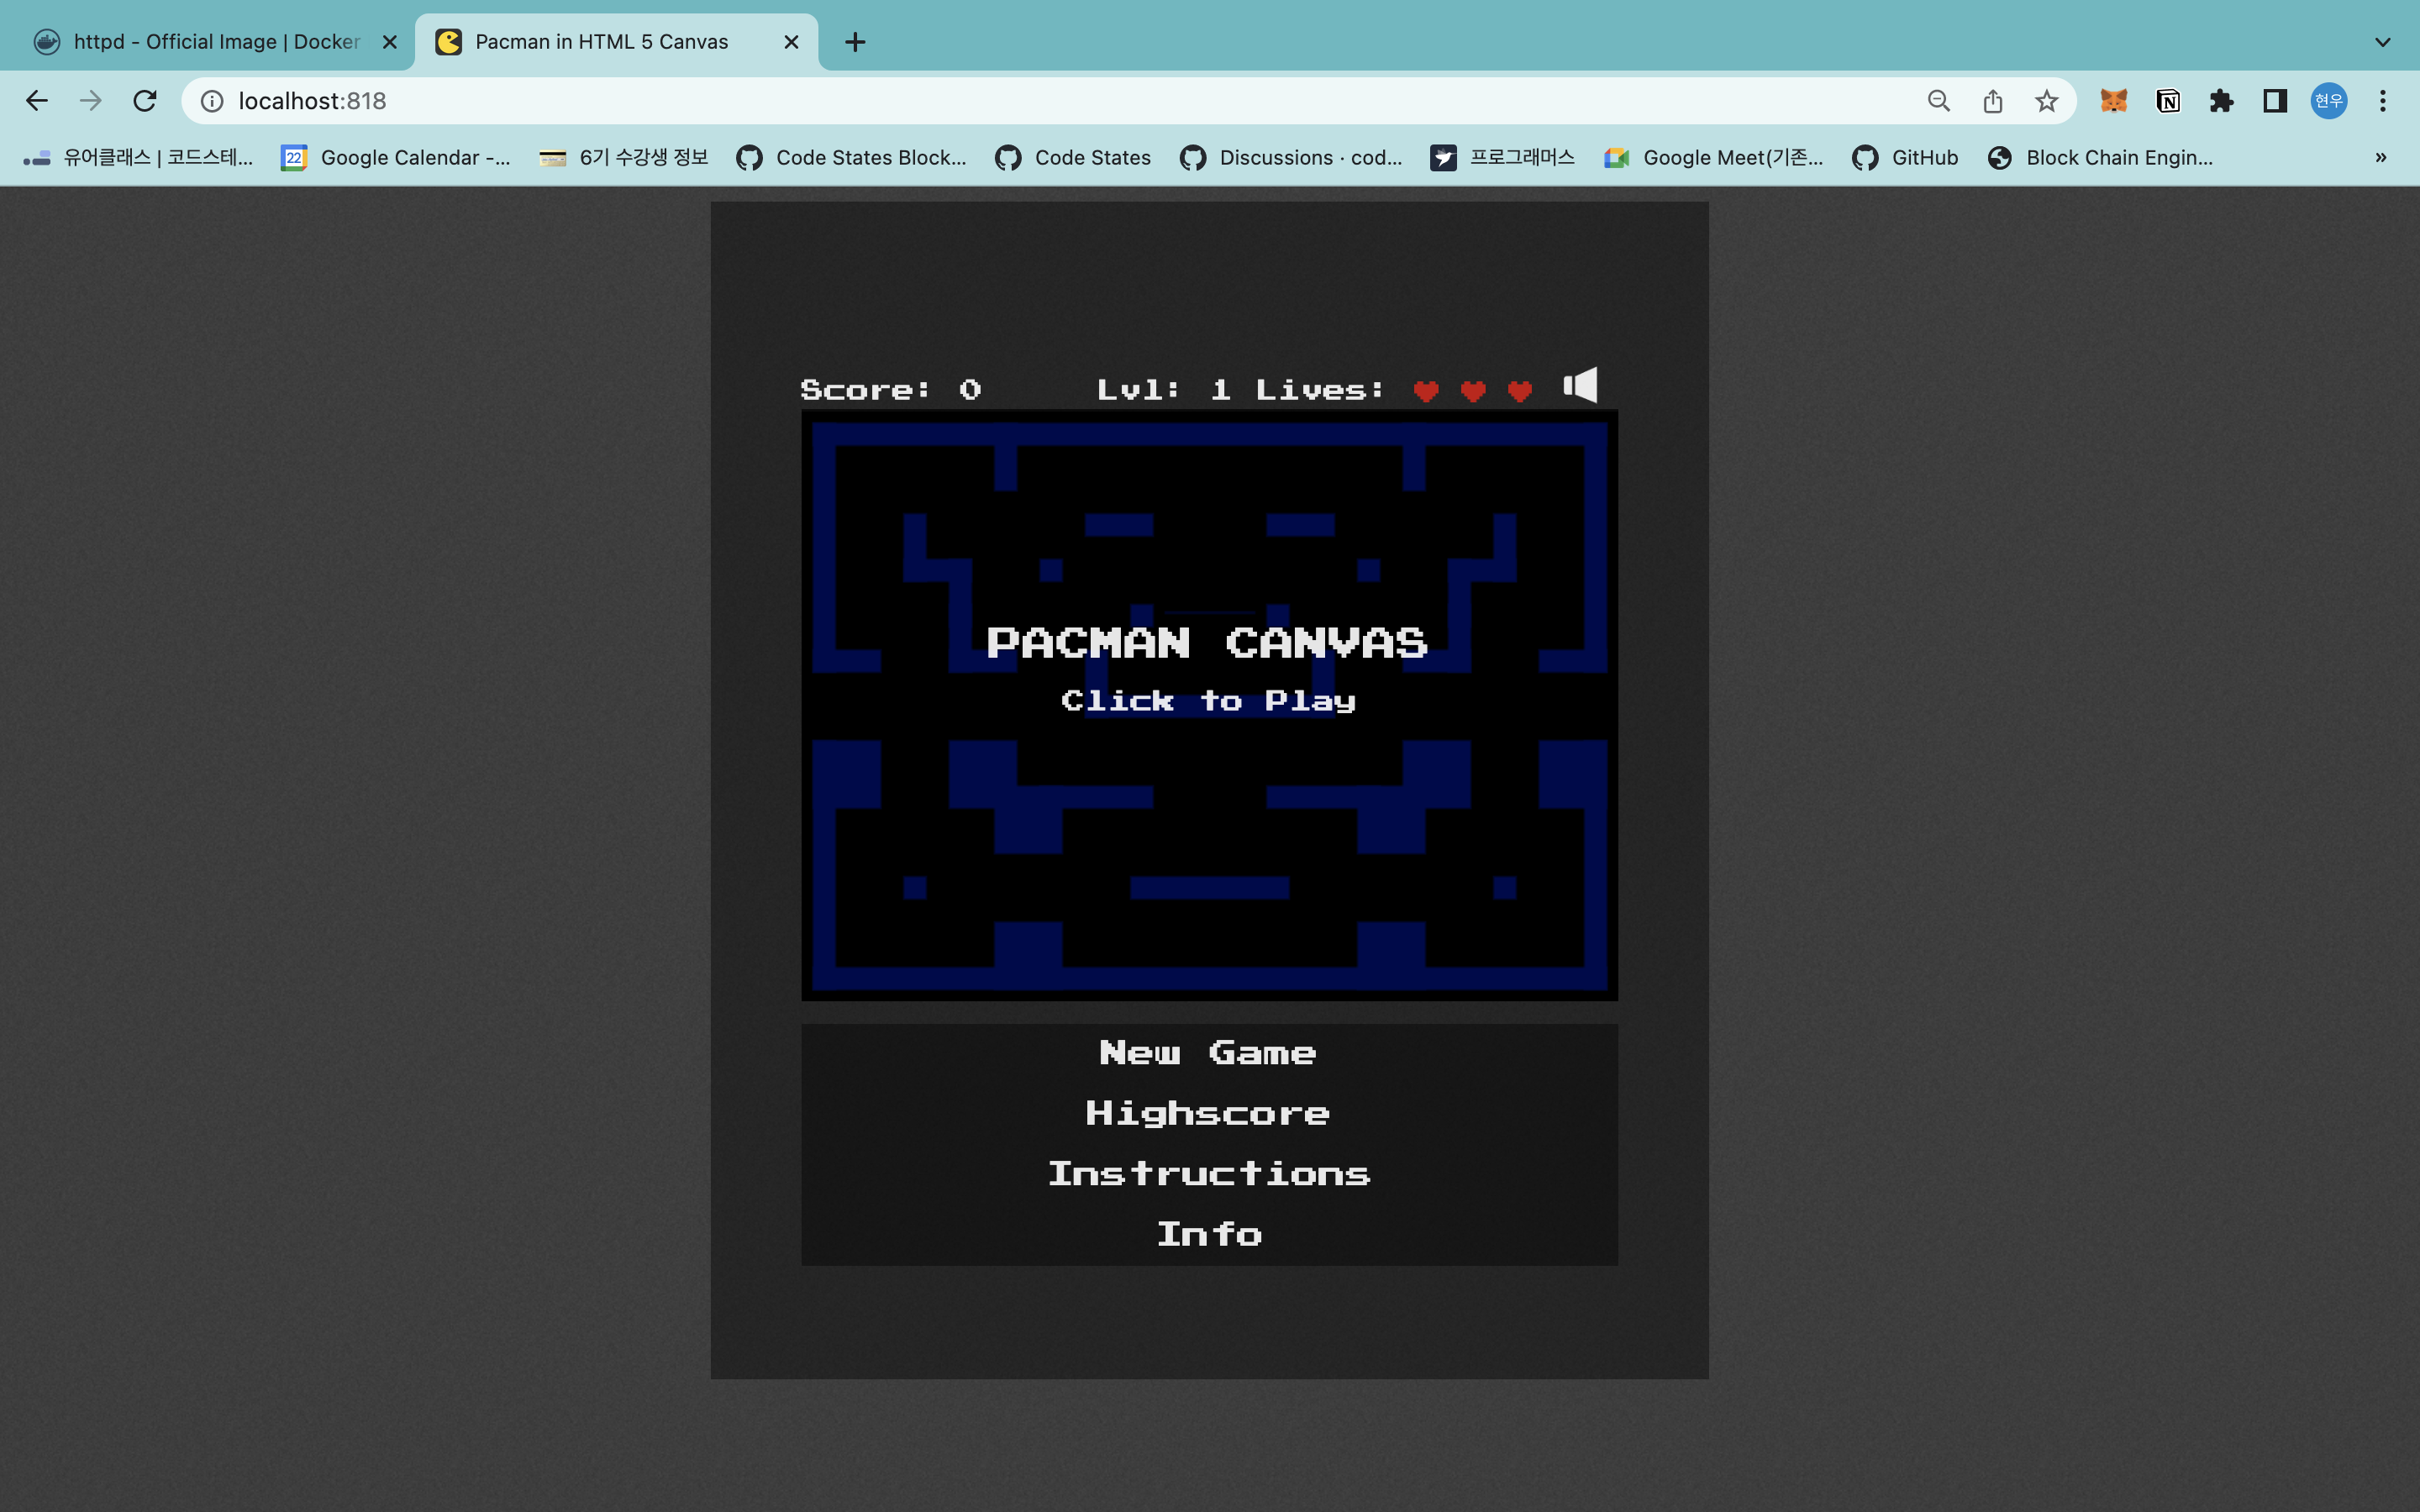 httpd - Official Image | Docker
Pacman in HTML 5 Canvas
localhost:818
현우
유어클래스 | 코드스테...
22
Google Calendar -...
6기 수강생 정보
Code States Block...
Code States
Discussions · cod...
프로그래머스
Google Meet(기존...
GitHub
Block Chain Engin...
»
Score: 0
Lvl: 1
Lives:
PACMAN CANVAS
Click to Play
New Game
Highscore
Instructions
Info